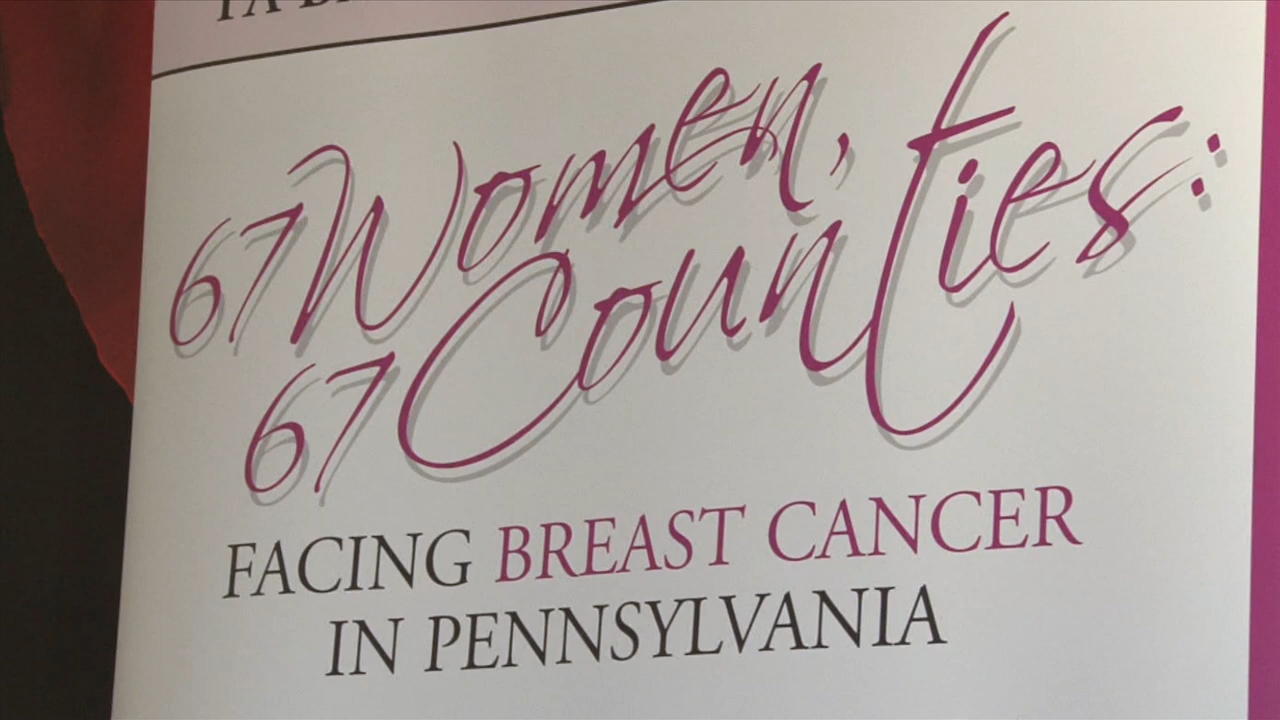 67 Women,
67 Counties:
FACING BREAST CANCER
IN PENNSYLVANIA